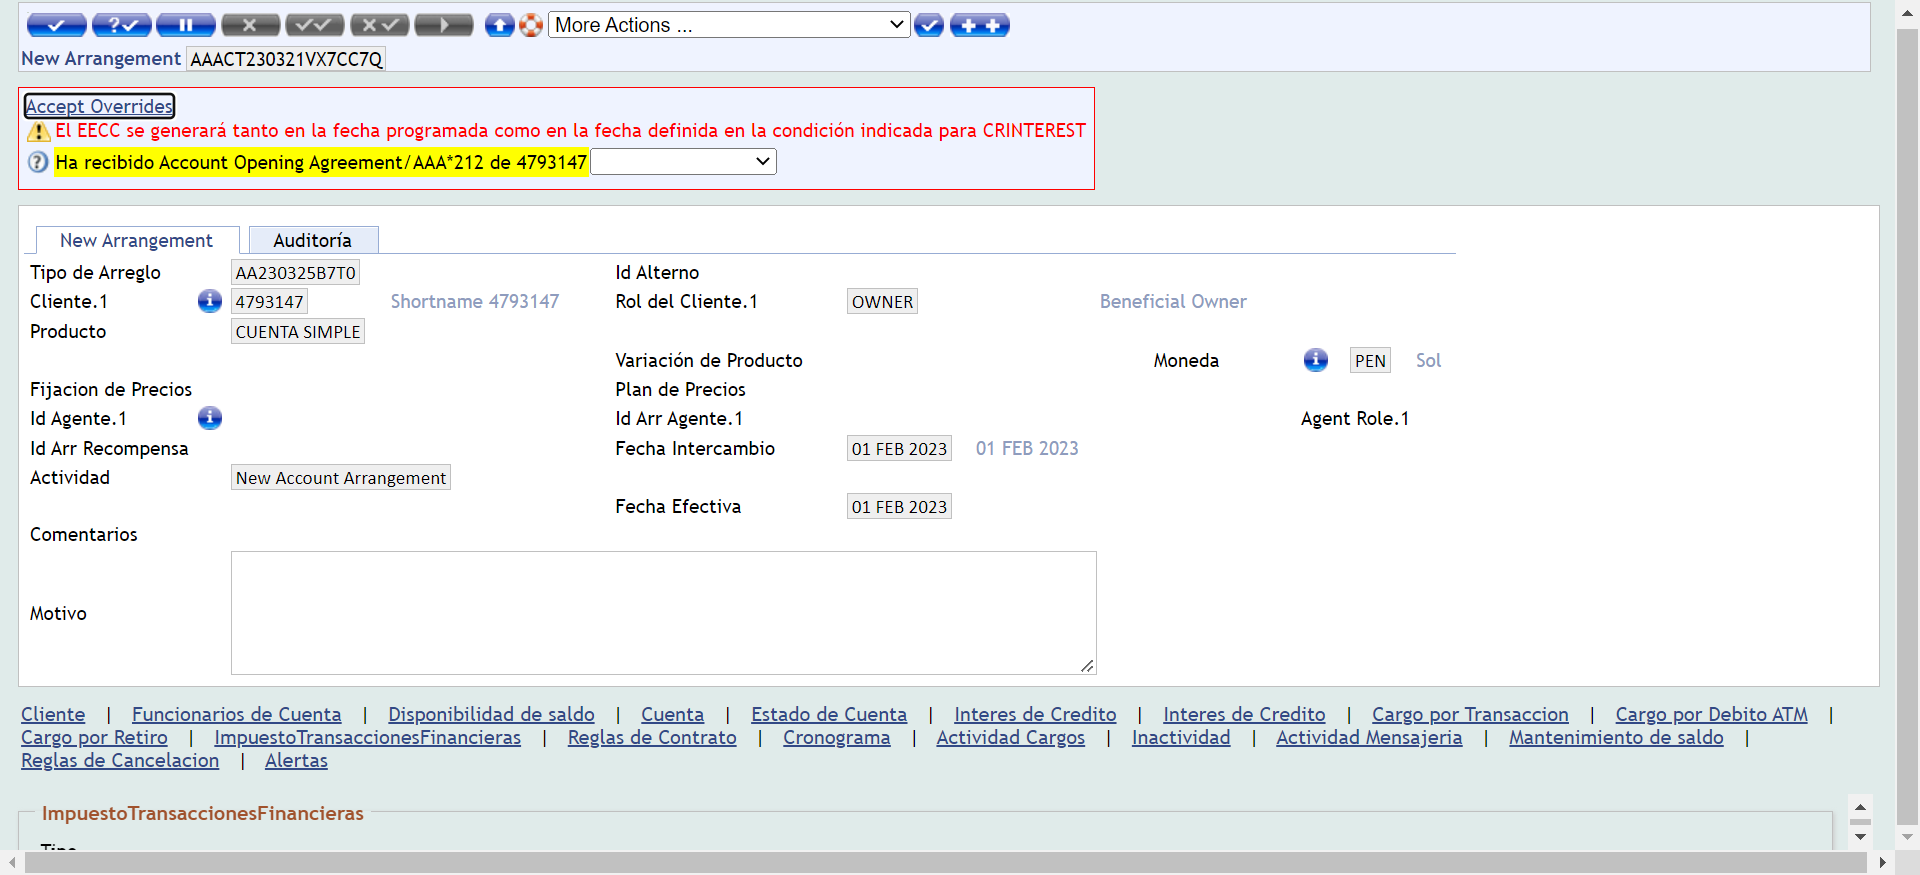 More Actions ...
New Arrangement AAACT230321VX7CC7Q
Accept Overrides
El EECC se generará tanto en la fecha programada como en la fecha definida en la condición indicada para CRINTEREST
Ha recibido Account Opening Agreement/AAA*212 de 4793147
New Arrangement Auditoría
Tipo de Arreglo AA230325B7T0 Id Alterno
Cliente.1 4793147 Shortname 4793147 Rol del Cliente.1 OWNER Beneficial Owner
Producto CUENTA SIMPLE
Variación de Producto Moneda PEN Sol
Fijacion de Precios Plan de Precios
Id Agente.1 Id Arr Agente.1 Agent Role.1
Id Arr Recompensa Fecha Intercambio 01 FEB 2023 01 FEB 2023
Actividad New Account Arrangement
Fecha Efectiva 01 FEB 2023
Comentarios
Motivo
Cliente | Funcionarios de Cuenta | Disponibilidad de saldo | Cuenta | Estado de Cuenta | Interes de Credito | Interes de Credito | Cargo por Transaccion | Cargo por Debito ATM |
Cargo por Retiro | ImpuestoTransaccionesFinancieras | Reglas de Contrato | Cronograma | Actividad Cargos | Inactividad | Actividad Mensajeria | Mantenimiento de saldo |
Reglas de Cancelacion | Alertas
ImpuestoTransaccionesFinancieras
Tipo